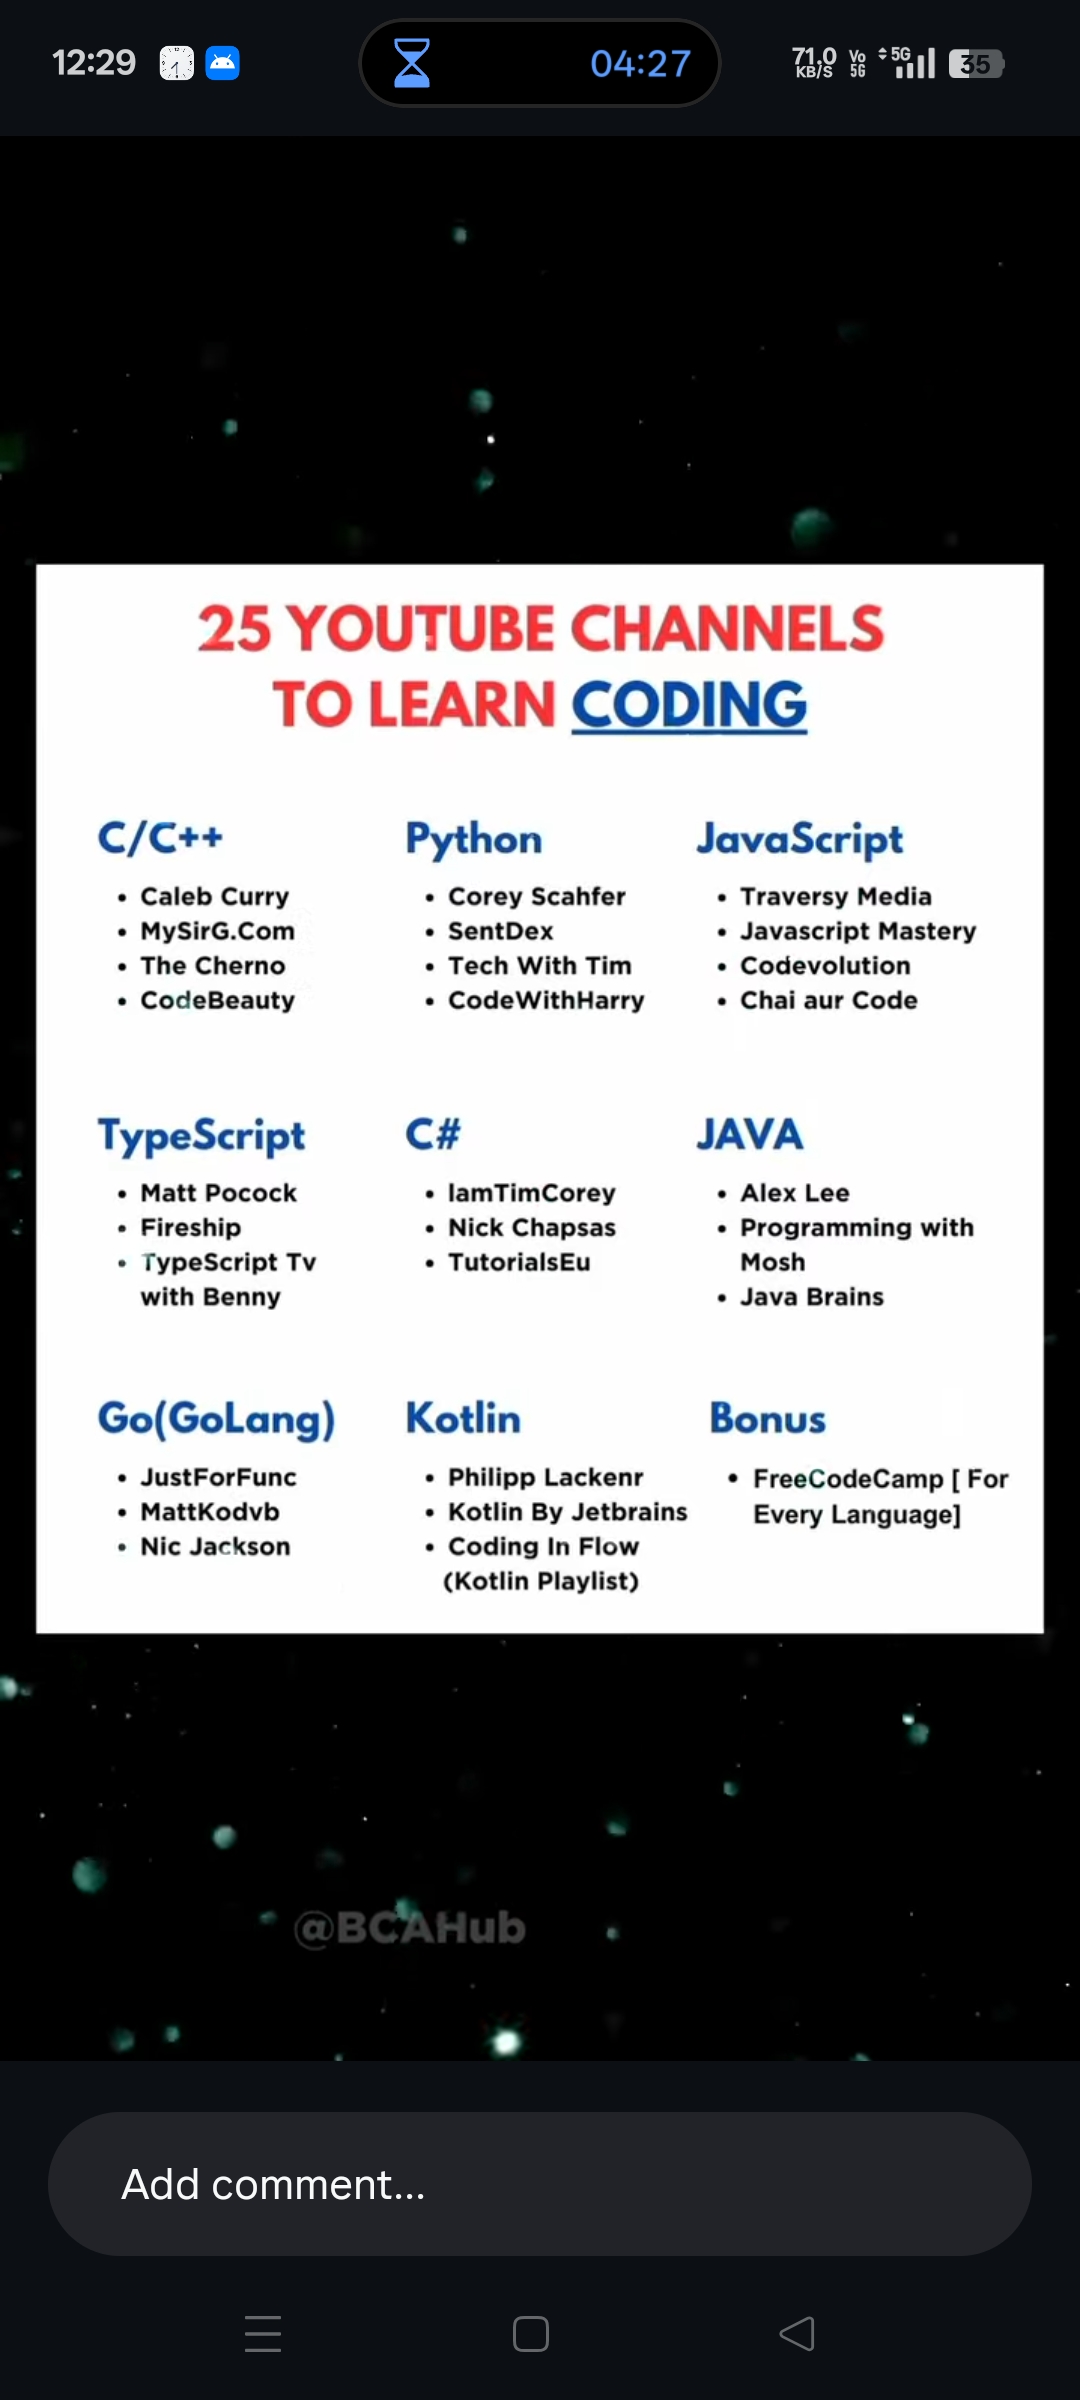 12:29
04:27
71.0
KB/S
Vo
5G
5G
35
25 YOUTUBE CHANNELS
TO LEARN CODING
C/C++
• Caleb Curry
• MySirG.Com
• The Cherno
• CodeBeauty
Python
• Corey Scahfer
• SentDex
• Tech With Tim
• CodeWithHarry
JavaScript
• Traversy Media
• Javascript Mastery
• Codevolution
• Chai aur Code
TypeScript
• Matt Pocock
• Fireship
• TypeScript Tv
with Benny
C#
• IamTimCorey
• Nick Chapsas
• TutorialsEu
JAVA
• Alex Lee
• Programming with
Mosh
• Java Brains
Go(GoLang)
• JustForFunc
• MattKodvb
• Nic Jackson
Kotlin
• Philipp Lackenr
• Kotlin By Jetbrains
• Coding In Flow
(Kotlin Playlist)
Bonus
• FreeCodeCamp [ For
Every Language]
@BCAHub
Add comment...